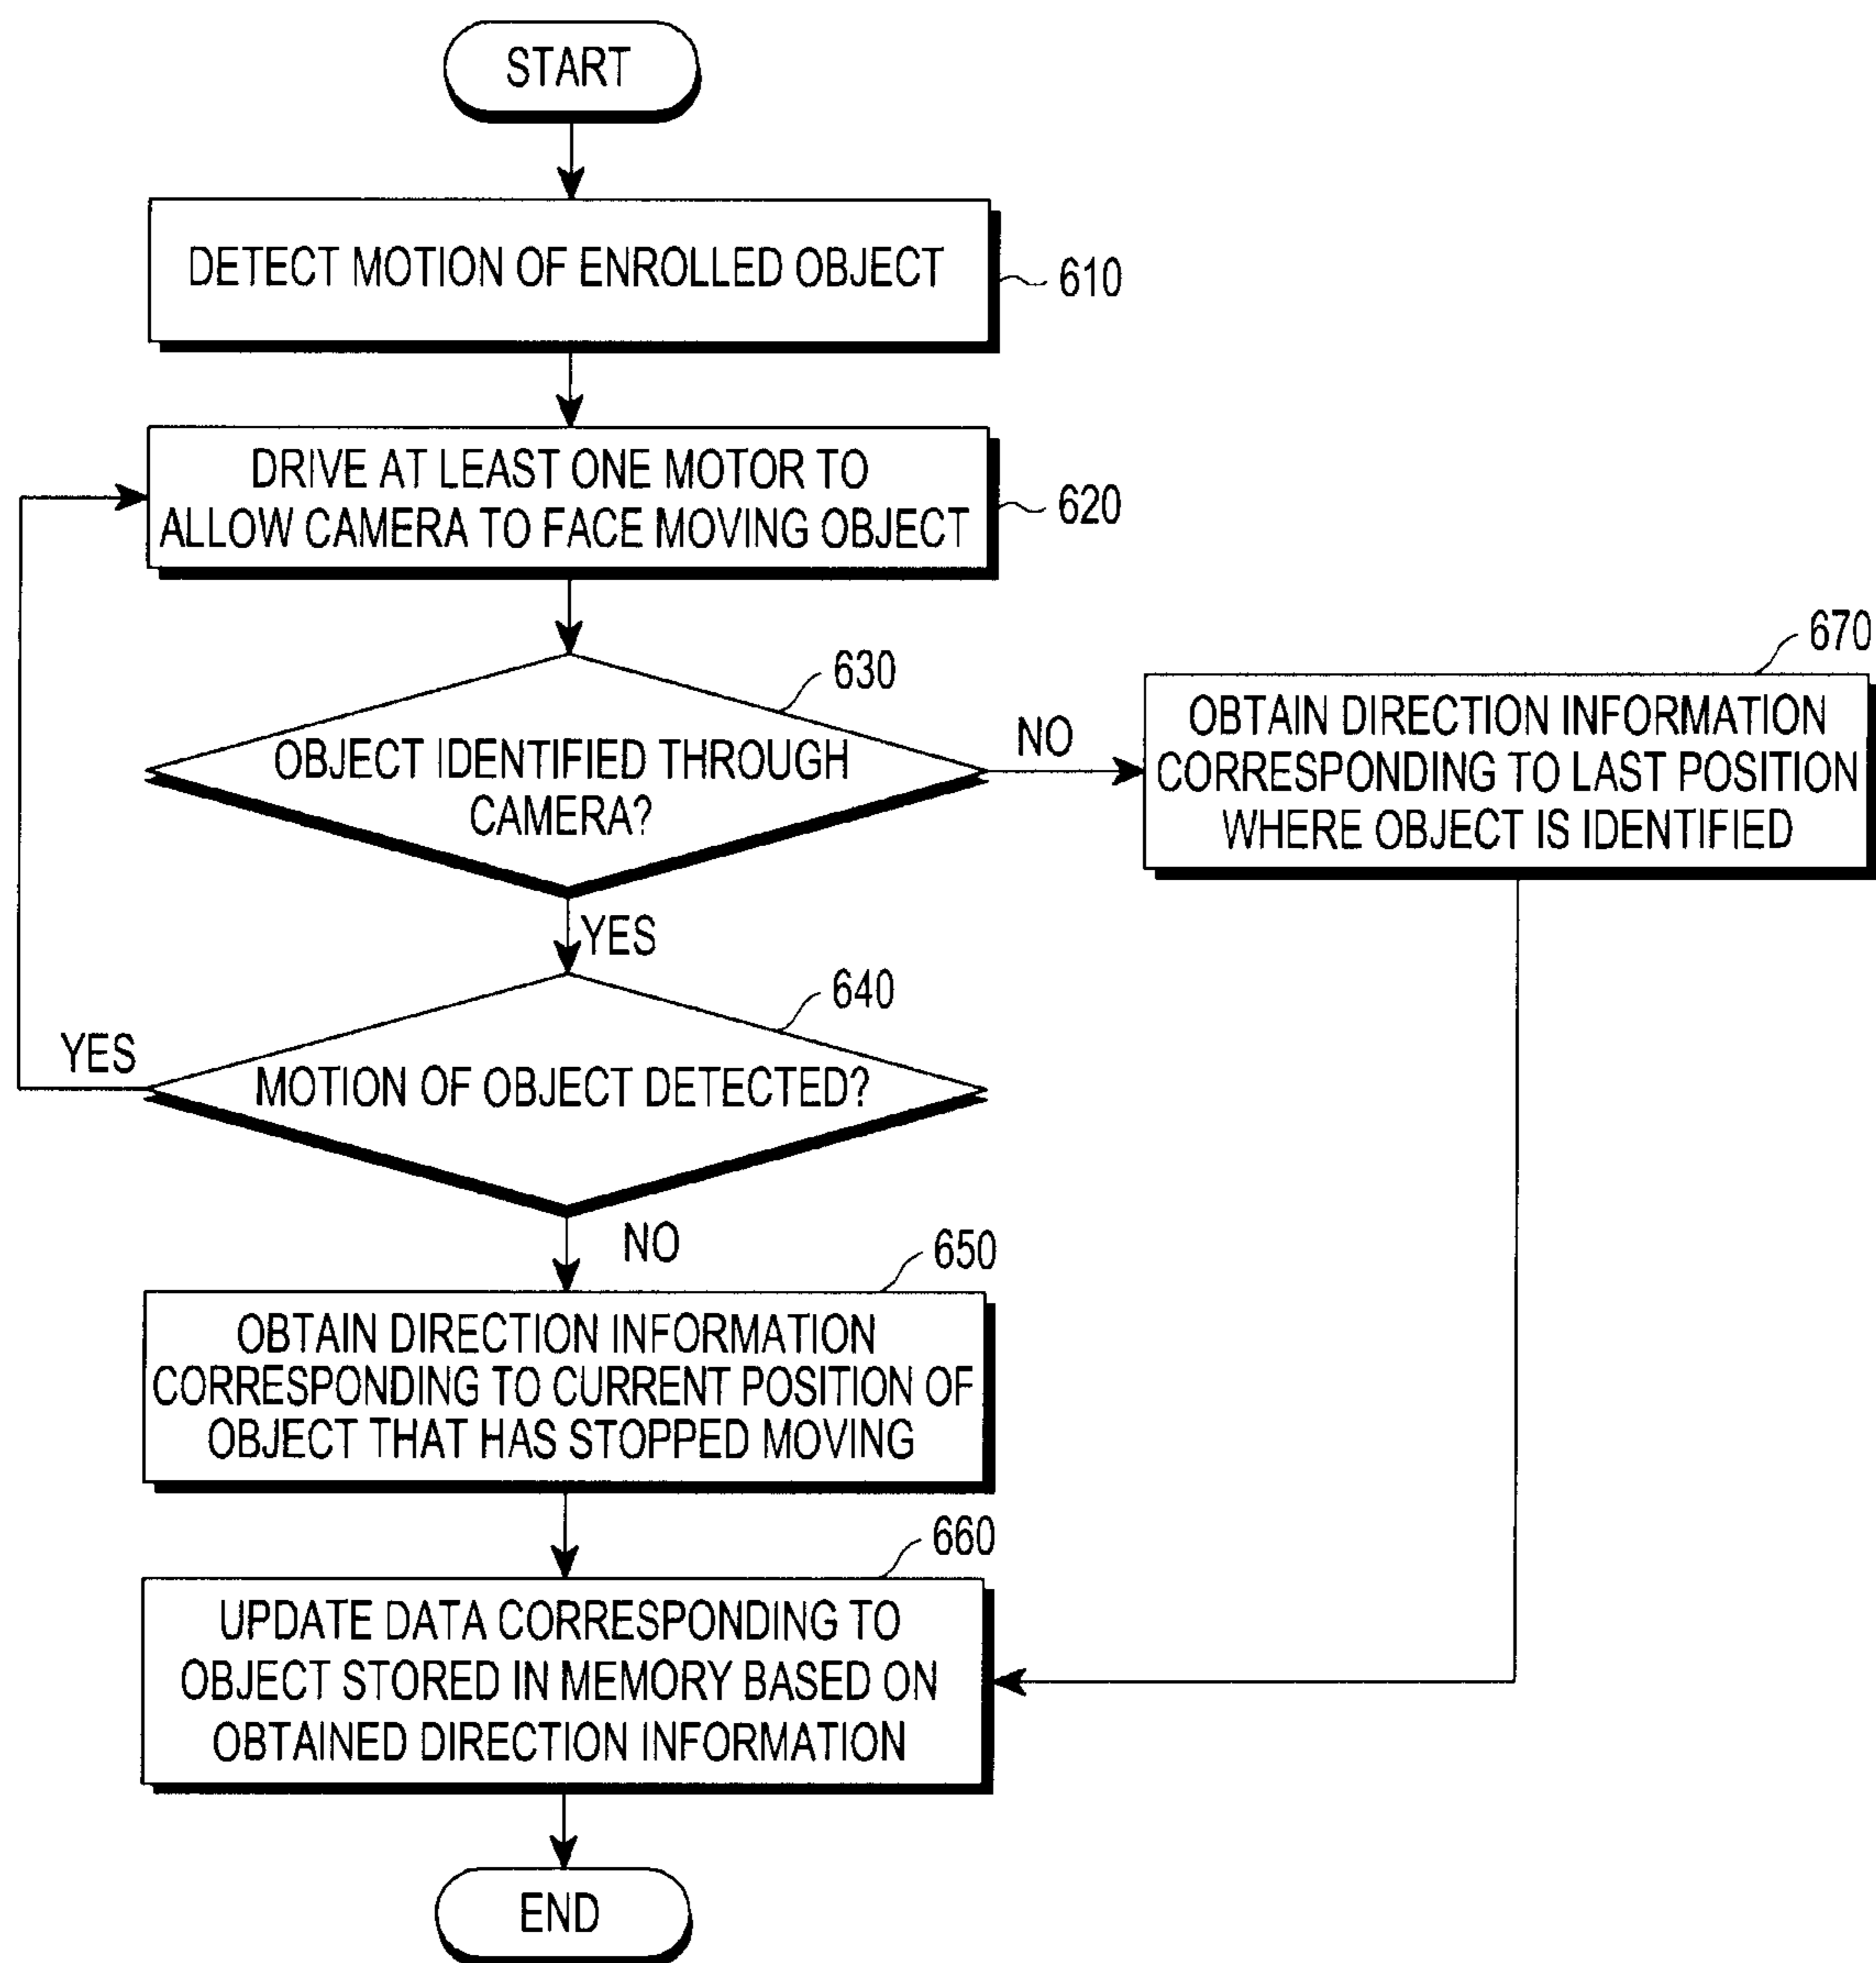 START
DETECT MOTION OF ENROLLED OBJECT
610
DRIVE AT LEAST ONE MOTOR TO
ALLOW CAMERA TO FACE MOVING OBJECT
620
630
OBJECT IDENTIFIED THROUGH
CAMERA?
NO
670
OBTAIN DIRECTION INFORMATION
CORRESPONDING TO LAST POSITION
WHERE OBJECT IS IDENTIFIED
YES
640
MOTION OF OBJECT DETECTED?
YES
NO
650
OBTAIN DIRECTION INFORMATION
CORRESPONDING TO CURRENT POSITION OF
OBJECT THAT HAS STOPPED MOVING
660
UPDATE DATA CORRESPONDING TO
OBJECT STORED IN MEMORY BASED ON
OBTAINED DIRECTION INFORMATION
END